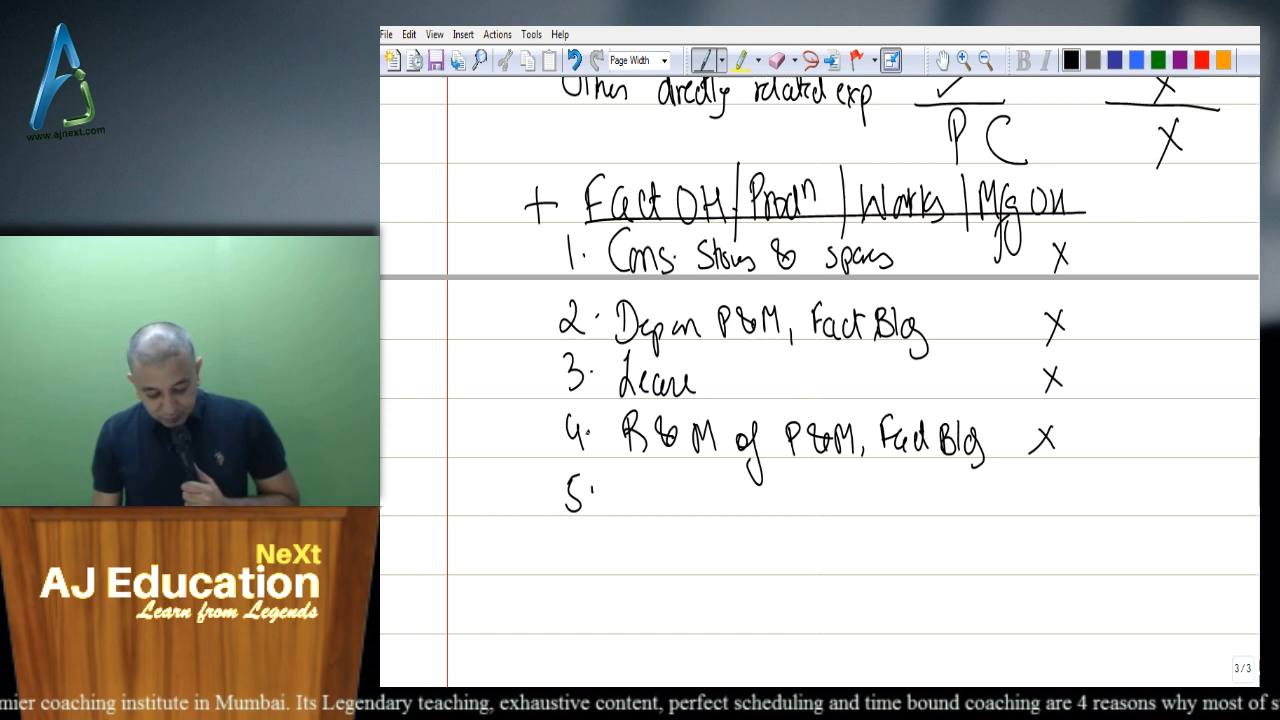 www.ajnext.com
File Edit View Insert Actions Tools Help
Page Width
B I
Other directly related exp ✓ X
P C X
+ Fact OH / Prodn / Works / Mfg OH
1. Cons. Stores & spares X
2. Dep on P&M, Fact Bldg X
3. Lease X
4. R & M of P&M, Fact Bldg X
5.
3/3
NeXt
AJ Education
Learn from Legends
mier coaching institute in Mumbai. Its Legendary teaching, exhaustive content, perfect scheduling and time bound coaching are 4 reasons why most of s